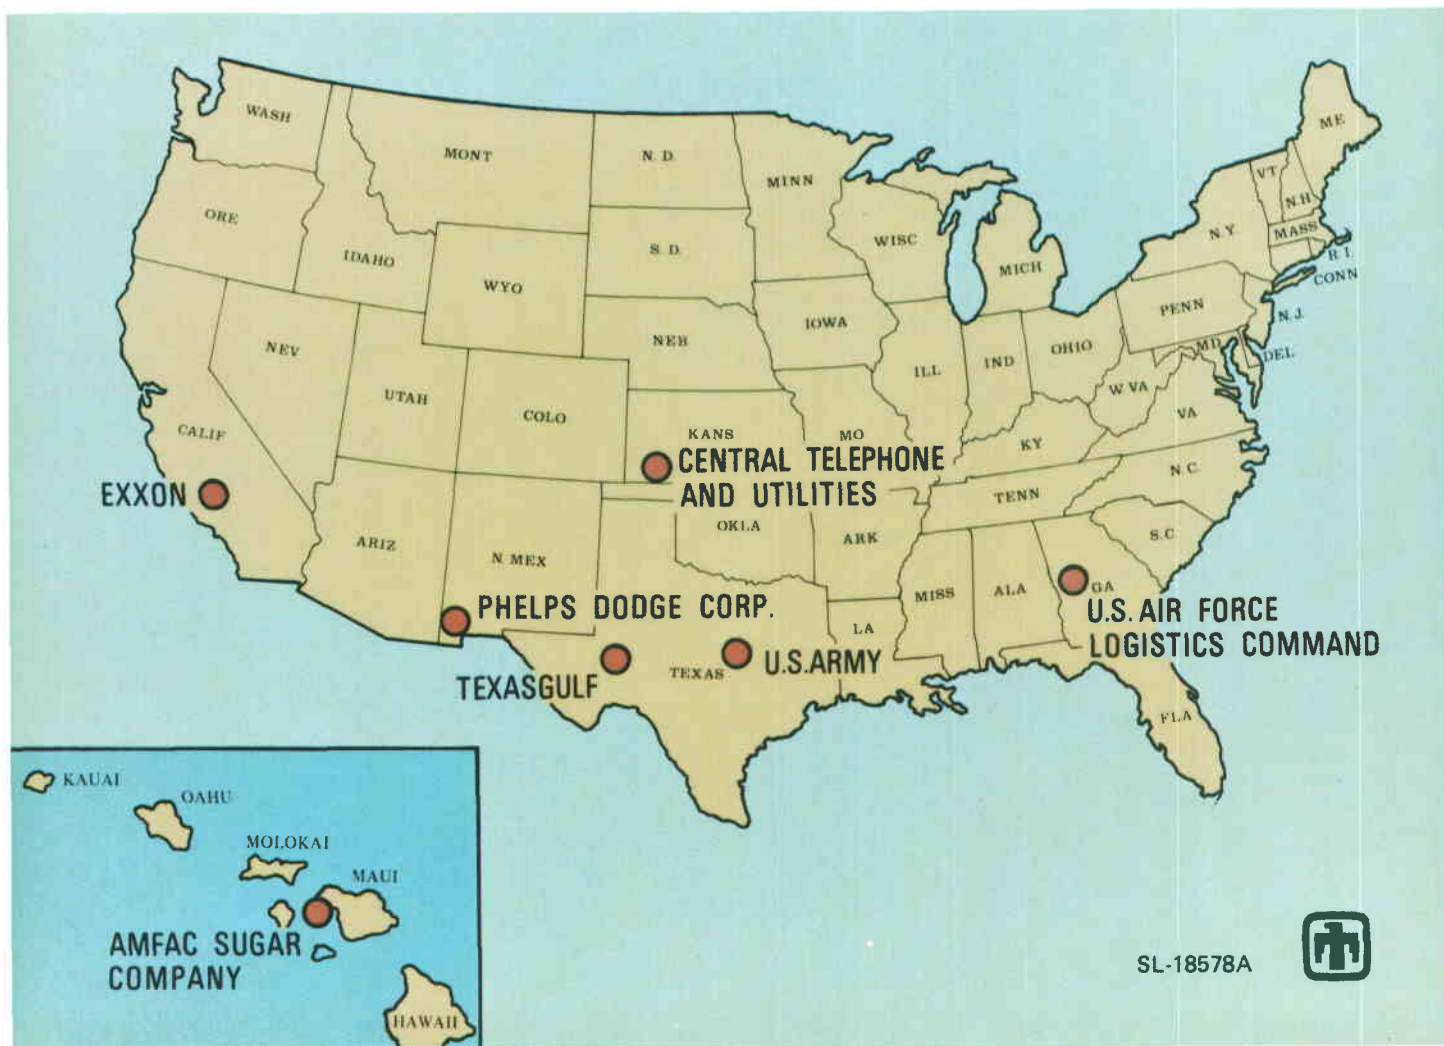 WASH
MONT
N. D.
MINN
ME
VT
N.H
ORE
IDAHO
WYO
S. D.
WISC
MICH
N.Y
MASS
R I
CONN
NEV
UTAH
COLO
NEB
IOWA
ILL
IND
OHIO
PENN
N. J.
MD
DEL
W. VA
VA
CALIF
KANS
MO
KY
N.C.
EXXON
CENTRAL TELEPHONE
AND UTILITIES
TENN
ARIZ
N. MEX
OKLA
ARK
S.C.
PHELPS DODGE CORP.
MISS
ALA
GA
U.S. AIR FORCE
LOGISTICS COMMAND
LA
TEXASGULF
TEXAS
U.S.ARMY
FLA
KAUAI
OAHU
MOLOKAI
MAUI
AMFAC SUGAR
COMPANY
HAWAII
SL-18578A